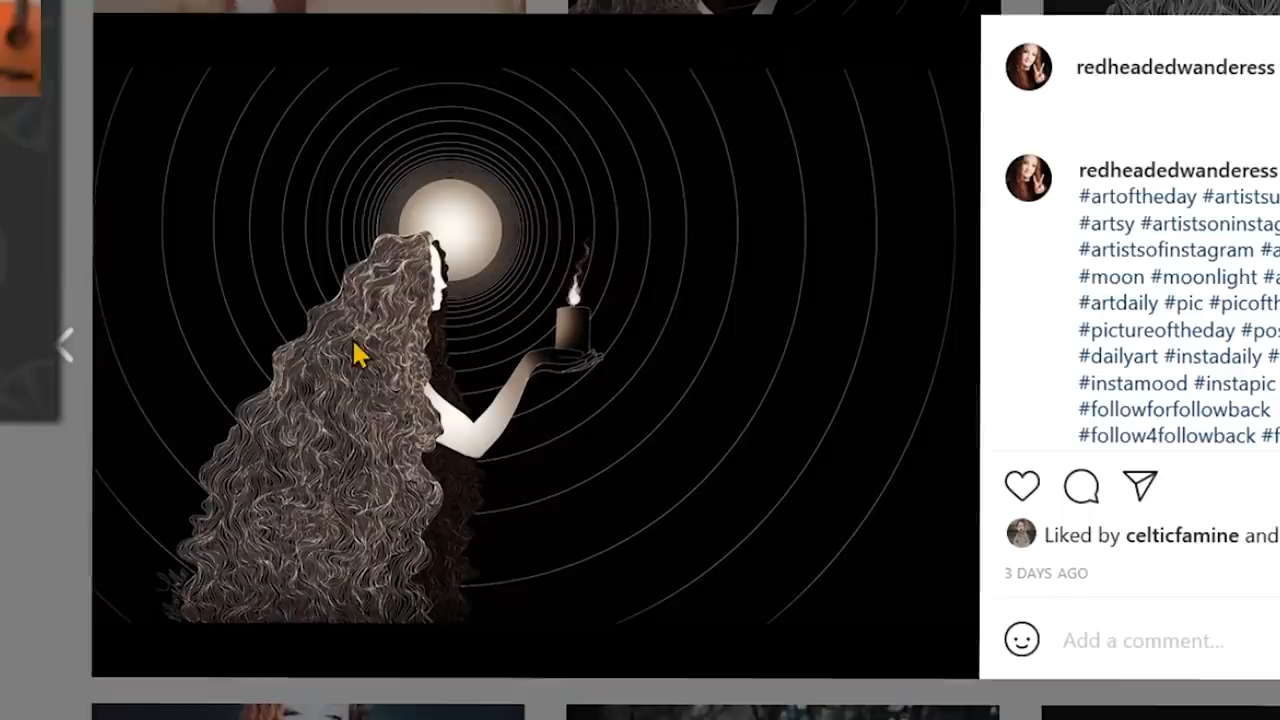 redheadedwanderess
redheadedwanderess
#artoftheday
#artsy
#artistsofinstagram
#moon #moonlight
#artdaily #pic
#pictureoftheday
#dailyart #instadaily
#instamood #instapic
#followforfollowback
#follow4followback
Liked by celticfamine and
3 DAYS AGO
Add a comment...